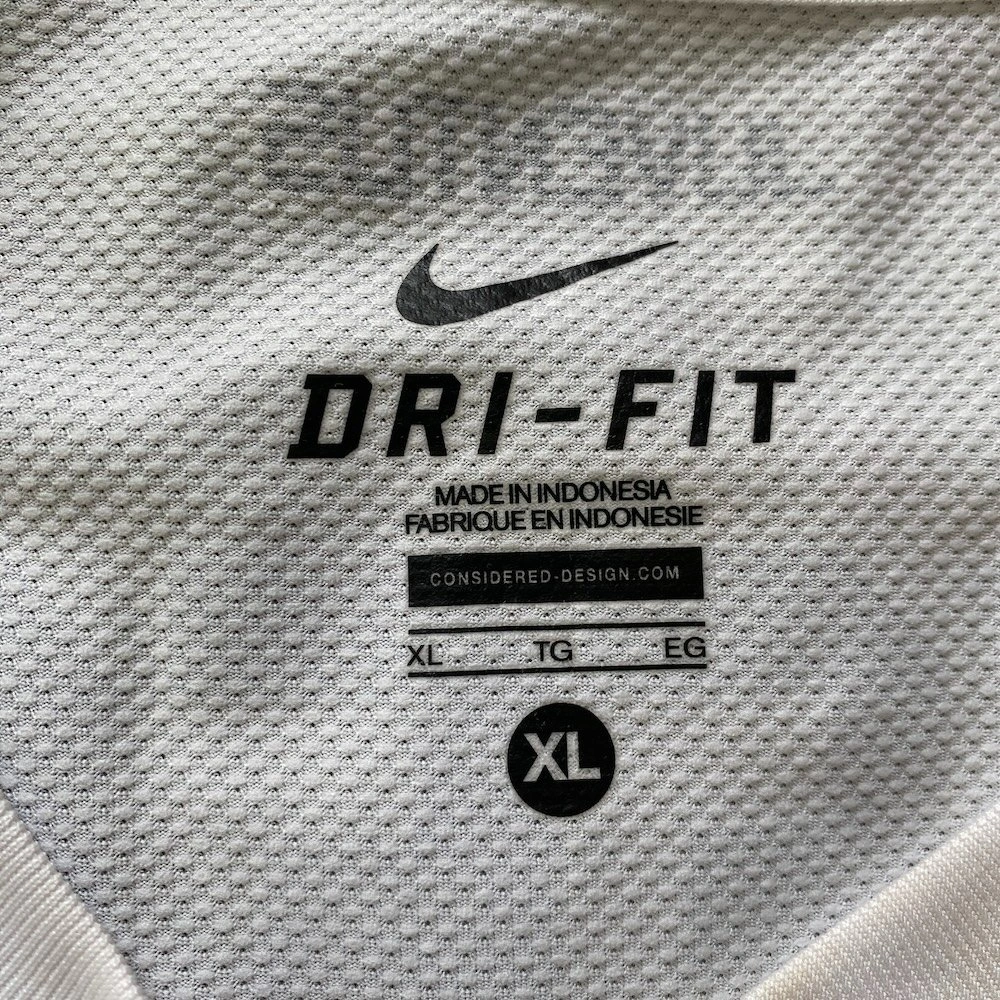 DRI-FIT
MADE IN INDONESIA
FABRIQUE EN INDONESIE
CONSIDERED-DESIGN.COM
XL TG EG
XL